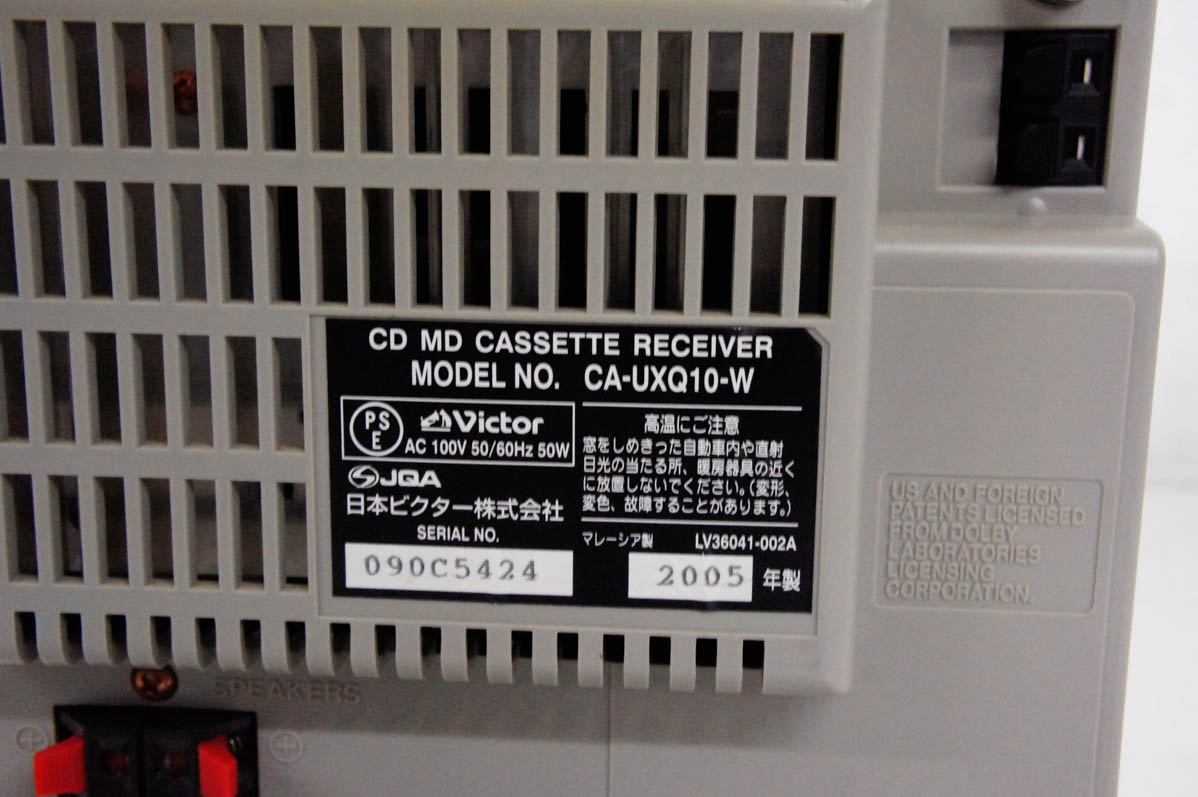 CD MD CASSETTE RECEIVER
MODEL NO. CA-UXQ10-W
PS
E
Victor
AC 100V 50/60Hz 50W
JQA
日本ビクター株式会社
SERIAL NO.
090C5424
高温にご注意
窓をしめきった自動車内や直射
日光の当たる所、暖房器具の近く
に放置しないでください。(変形、
変色、故障することがあります。)
マレーシア製 LV36041-002A
2005 年製
US AND FOREIGN
PATENTS LICENSED
FROM DOLBY
LABORATORIES
LICENSING
CORPORATION.
SPEAKERS